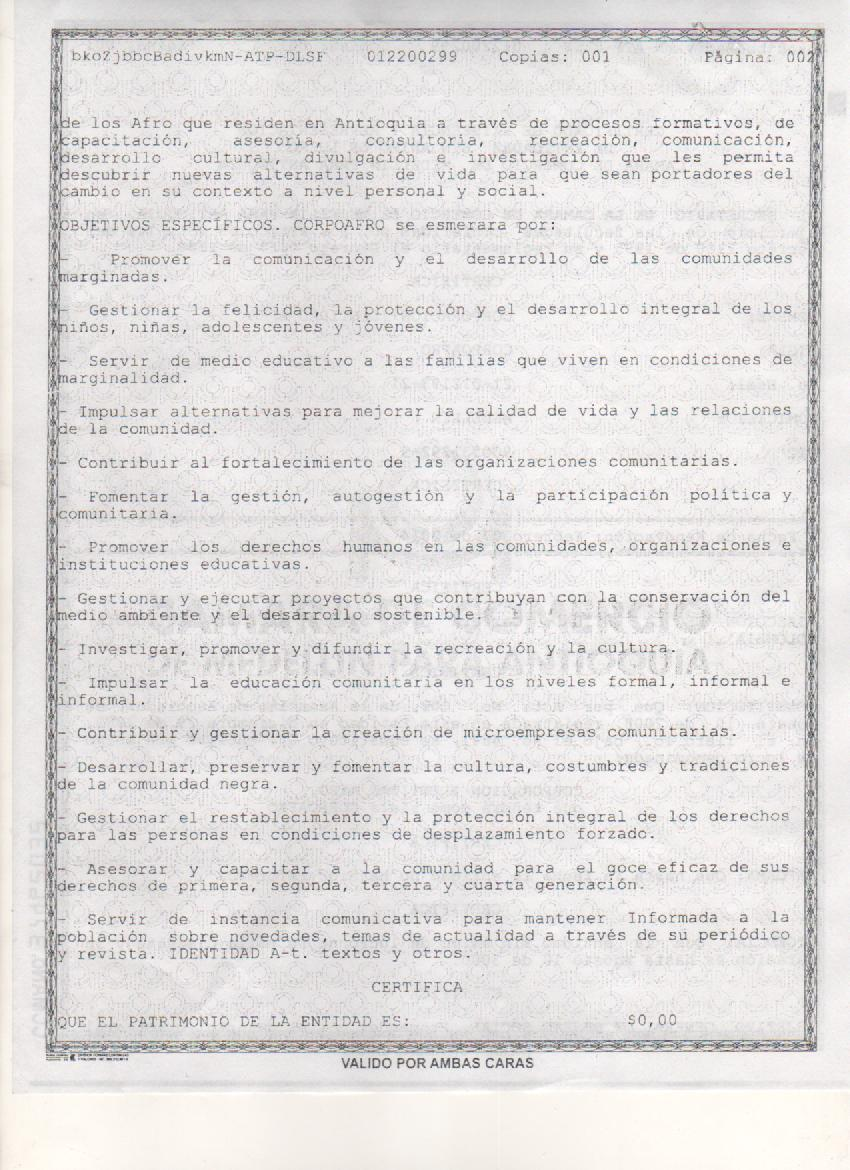 bkoZjbbcBadivkmN-ATP-DLSF 012200299 Copias: 001 Página: 002
de los Afro que residen en Antioquia a través de procesos formativos, de
capacitación, asesoría, consultoría, recreación, comunicación,
desarrollo cultural, divulgación e investigación que les permita
descubrir nuevas alternativas de vida para que sean portadores del
cambio en su contexto a nivel personal y social.
OBJETIVOS ESPECÍFICOS. CORPOAFRO se esmerara por:
- Promover la comunicación y el desarrollo de las comunidades
marginadas.
- Gestionar la felicidad, la protección y el desarrollo integral de los
niños, niñas, adolescentes y jóvenes.
- Servir de medio educativo a las familias que viven en condiciones de
marginalidad.
- Impulsar alternativas para mejorar la calidad de vida y las relaciones
de la comunidad.
- Contribuir al fortalecimiento de las organizaciones comunitarias.
- Fomentar la gestión, autogestión y la participación política y
comunitaria.
- Promover los derechos humanos en las comunidades, organizaciones e
instituciones educativas.
- Gestionar y ejecutar proyectos que contribuyan con la conservación del
medio ambiente y el desarrollo sostenible.
- Investigar, promover y difundir la recreación y la cultura.
- Impulsar la educación comunitaria en los niveles formal, informal e
informal.
- Contribuir y gestionar la creación de microempresas comunitarias.
- Desarrollar, preservar y fomentar la cultura, costumbres y tradiciones
de la comunidad negra.
- Gestionar el restablecimiento y la protección integral de los derechos
para las personas en condiciones de desplazamiento forzado.
- Asesorar y capacitar a la comunidad para el goce eficaz de sus
derechos de primera, segunda, tercera y cuarta generación.
- Servir de instancia comunicativa para mantener Informada a la
población sobre novedades, temas de actualidad a través de su periódico
y revista. IDENTIDAD A-t. textos y otros.
CERTIFICA
QUE EL PATRIMONIO DE LA ENTIDAD ES: $0,00
VALIDO POR AMBAS CARAS